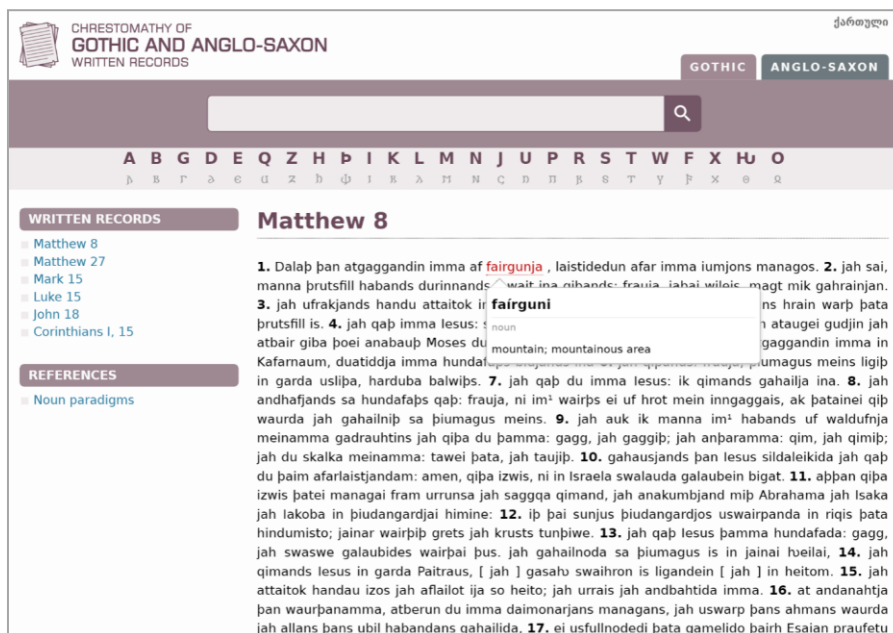 ქართული
CHRESTOMATHY OF
GOTHIC AND ANGLO-SAXON
WRITTEN RECORDS
GOTHIC ANGLO-SAXON
A B G D E Q Z H Þ I K L M N J U P R S T W F X Ƕ O
WRITTEN RECORDS
Matthew 8
Matthew 27
Mark 15
Luke 15
John 18
Corinthians I, 15
REFERENCES
Noun paradigms
Matthew 8
1. Dalaþ þan atgaggandin imma af fairgunja , laistidedun afar imma iumjons managos. 2. jah sai,
manna þrutsfill habands durinnands wait ina qibands: frauja, jabai wileis, magt mik gahrainjan.
3. jah ufrakjands handu attaitok ns hrain warþ þata
þrutsfill is. 4. jah qaþ imma Iesus: ataugei gudjin jah
atbair giba þoei anabauþ Moses gaggandin imma in
Kafarnaum, duatiddja imma þiumagus meins ligiþ
in garda usliþa, harduba balwiþs. 7. jah qaþ du imma Iesus: ik qimands gahailja ina. 8. jah
andhafjands sa hundafaþs qaþ: frauja, ni im¹ wairþs ei uf hrot mein inngaggais, ak þatainei qiþ
waurda jah gahailniþ sa þiumagus meins. 9. jah auk ik manna im¹ habands uf waldufnja
meinamma gadrauhtins jah qiþa du þamma: gagg, jah gaggiþ; jah anþaramma: qim, jah qimiþ;
jah du skalka meinamma: tawei þata, jah taujiþ. 10. gahausjands þan Iesus sildaleikida jah qaþ
du þaim afarlaistjandam: amen, qiþa izwis, ni in Israela swalauda galaubein bigat. 11. aþþan qiþa
izwis þatei managai fram urrunsa jah saggqa qimand, jah anakumbjand miþ Abrahama jah Isaka
jah Iakoba in þiudangardjai himine: 12. iþ þai sunjus þiudangardjos uswairpanda in riqis þata
hindumisto; jainar wairþiþ grets jah krusts tunþiwe. 13. jah qaþ Iesus þamma hundafada: gagg,
jah swaswe galaubides wairþai þus. jah gahailnoda sa þiumagus is in jainai ƕeilai, 14. jah
qimands Iesus in garda Paitraus, [ jah ] gasaƕ swaihron is ligandein [ jah ] in heitom. 15. jah
attaitok handau izos jah aflailot ija so heito; jah urrais jah andbahtida imma. 16. at andanahtja
þan waurþanamma, atberun du imma daimonarjans managans, jah uswarp þans ahmans waurda
jah allans þans ubil habandans gahailida, 17. ei usfullnodedi þata gamelido þairh Esaïan praufetu
faírguni
noun
mountain; mountainous area